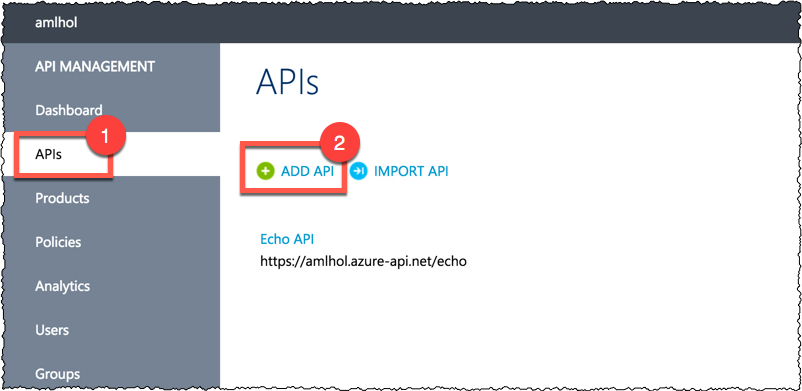 amlhol
API MANAGEMENT
Dashboard
APIs
1
Products
Policies
Analytics
Users
Groups
APIs
2
ADD API
IMPORT API
Echo API
https://amlhol.azure-api.net/echo